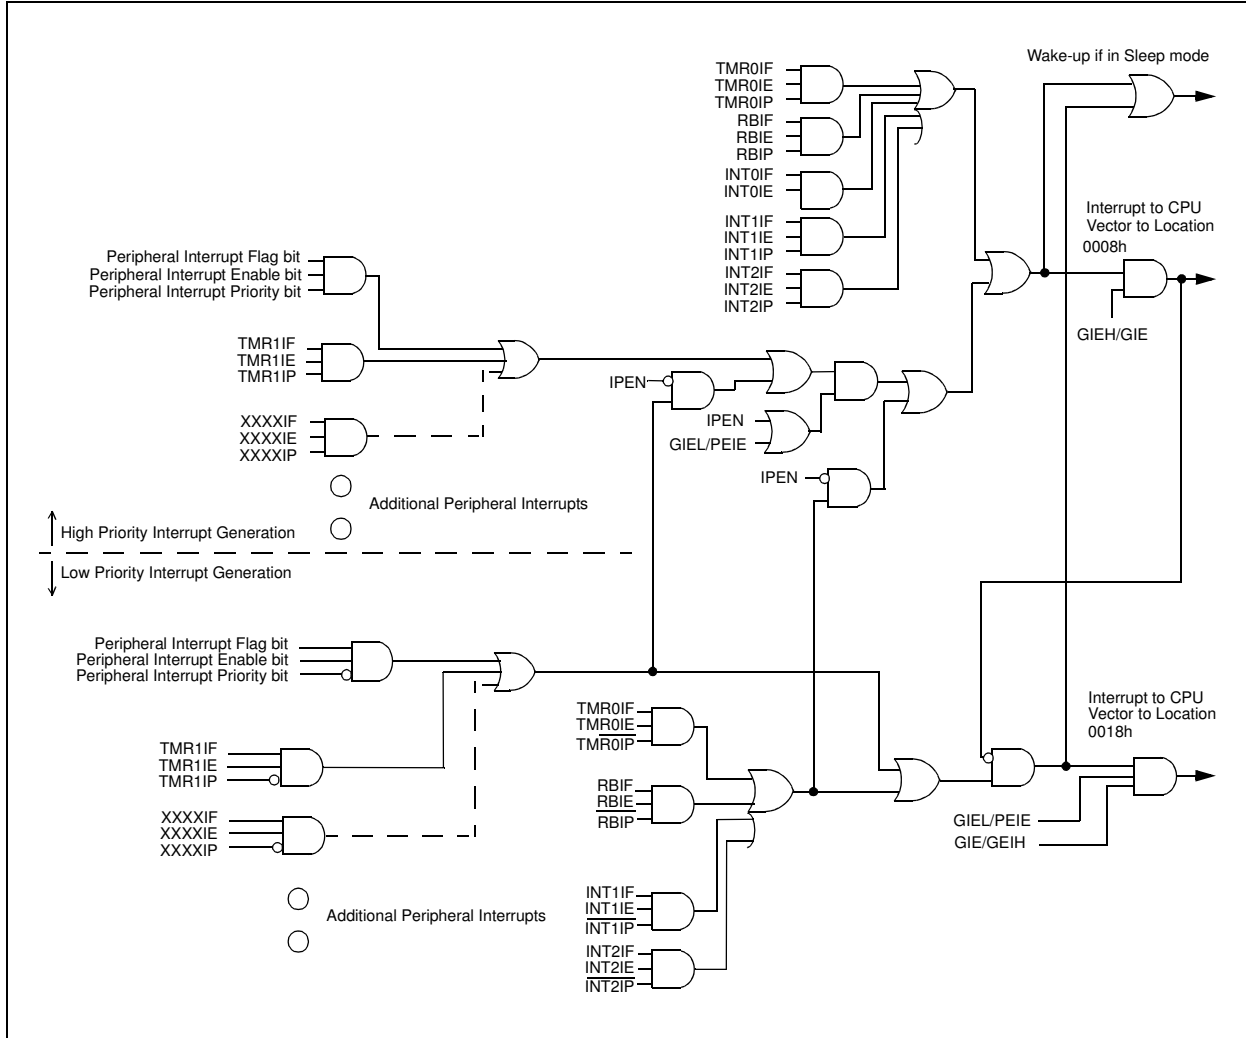 Wake-up if in Sleep mode
TMR0IF
TMR0IE
TMR0IP
RBIF
RBIE
RBIP
INT0IF
INT0IE
INT1IF
INT1IE
INT1IP
INT2IF
INT2IE
INT2IP
Interrupt to CPU
Vector to Location
0008h
GIEH/GIE
Peripheral Interrupt Flag bit
Peripheral Interrupt Enable bit
Peripheral Interrupt Priority bit
TMR1IF
TMR1IE
TMR1IP
XXXXIF
XXXXIE
XXXXIP
IPEN
IPEN
GIEL/PEIE
IPEN
Additional Peripheral Interrupts
High Priority Interrupt Generation
Low Priority Interrupt Generation
Peripheral Interrupt Flag bit
Peripheral Interrupt Enable bit
Peripheral Interrupt Priority bit
TMR1IF
TMR1IE
TMR1IP
XXXXIF
XXXXIE
XXXXIP
Additional Peripheral Interrupts
TMR0IF
TMR0IE
TMR0IP
RBIF
RBIE
RBIP
INT1IF
INT1IE
INT1IP
INT2IF
INT2IE
INT2IP
Interrupt to CPU
Vector to Location
0018h
GIEL/PEIE
GIE/GEIH